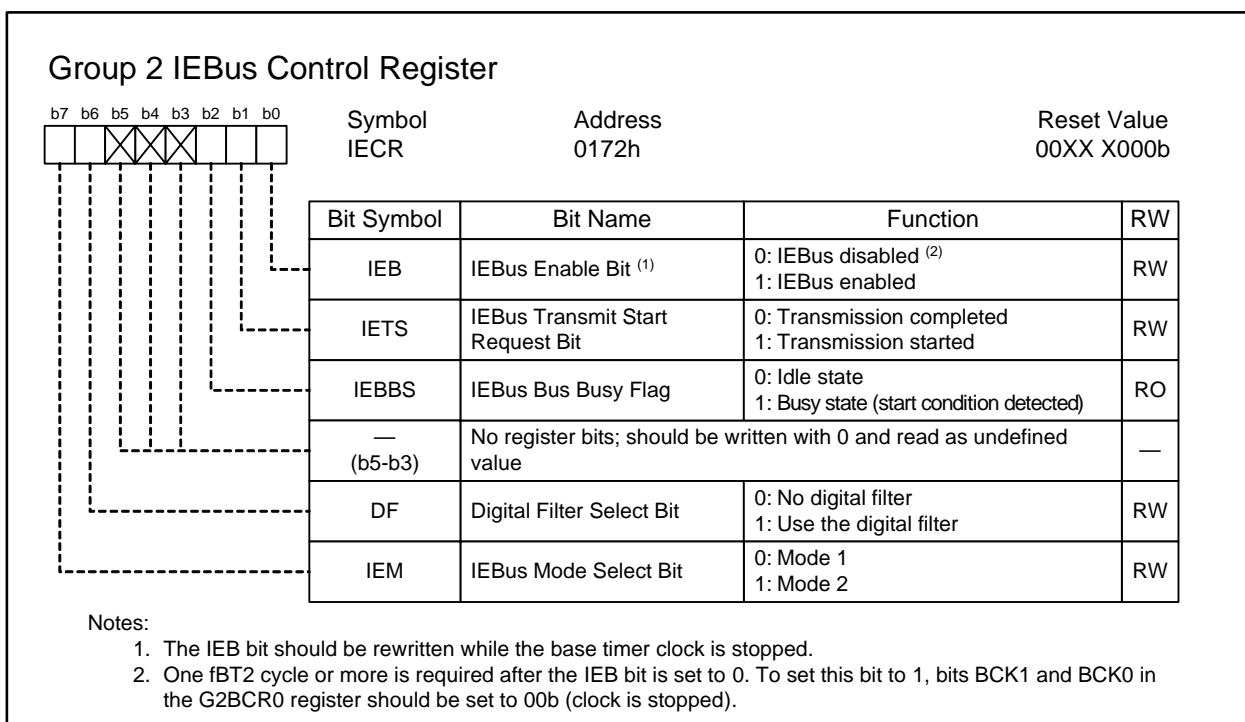 Group 2 IEBus Control Register
b7 b6 b5 b4 b3 b2 b1 b0
Symbol Address Reset Value
IECR 0172h 00XX X000b
Bit Symbol Bit Name Function RW
IEB IEBus Enable Bit (1) 0: IEBus disabled (2) RW
1: IEBus enabled
IETS IEBus Transmit Start Request Bit 0: Transmission completed RW
1: Transmission started
IEBBS IEBus Bus Busy Flag 0: Idle state RO
1: Busy state (start condition detected)
— No register bits; should be written with 0 and read as undefined —
(b5-b3) value
DF Digital Filter Select Bit 0: No digital filter RW
1: Use the digital filter
IEM IEBus Mode Select Bit 0: Mode 1 RW
1: Mode 2
Notes:
1. The IEB bit should be rewritten while the base timer clock is stopped.
2. One fBT2 cycle or more is required after the IEB bit is set to 0. To set this bit to 1, bits BCK1 and BCK0 in
the G2BCR0 register should be set to 00b (clock is stopped).